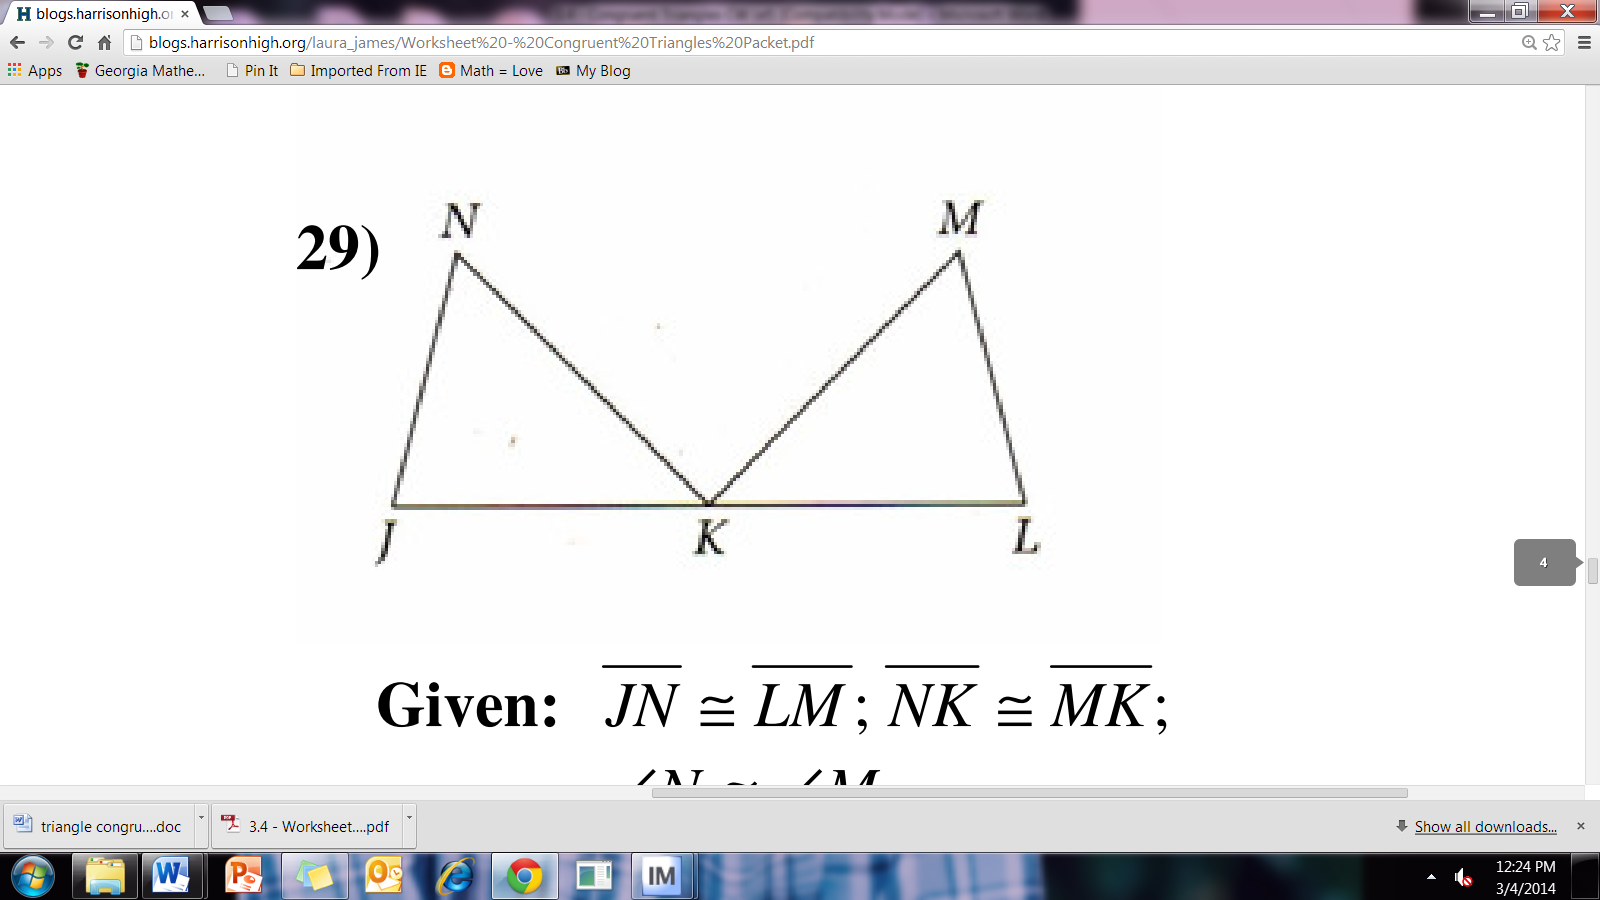 blogs.harrisonhigh.or
blogs.harrisonhigh.org/laura_james/Worksheet%20-%20Congruent%20Triangles%20Packet.pdf
Apps Georgia Mathe... Pin It Imported From IE Math = Love My Blog
N M
29)
J K L
4
Given: JN ≅ LM; NK ≅ MK;
∠N ≅ ∠M
triangle congru....doc 3.4 - Worksheet....pdf Show all downloads...
IM 12:24 PM
3/4/2014